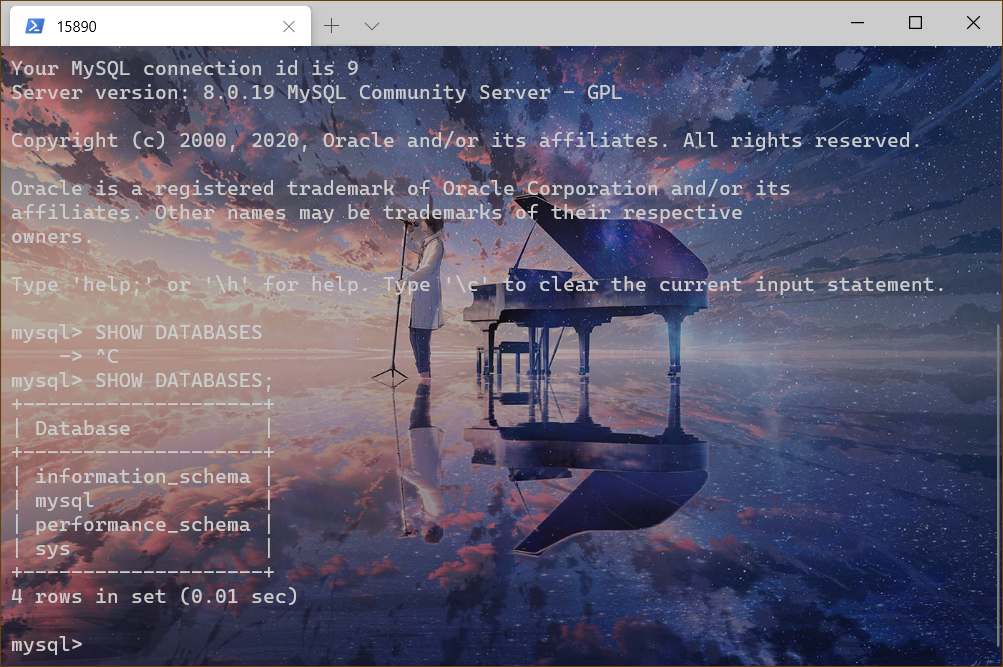 15890
Your MySQL connection id is 9
Server version: 8.0.19 MySQL Community Server - GPL
Copyright (c) 2000, 2020, Oracle and/or its affiliates. All rights reserved.
Oracle is a registered trademark of Oracle Corporation and/or its
affiliates. Other names may be trademarks of their respective
owners.
Type 'help;' or '\h' for help. Type '\c' to clear the current input statement.
mysql> SHOW DATABASES
    -> ^C
mysql> SHOW DATABASES;
+--------------------+
| Database           |
+--------------------+
| information_schema |
| mysql              |
| performance_schema |
| sys                |
+--------------------+
4 rows in set (0.01 sec)
mysql>